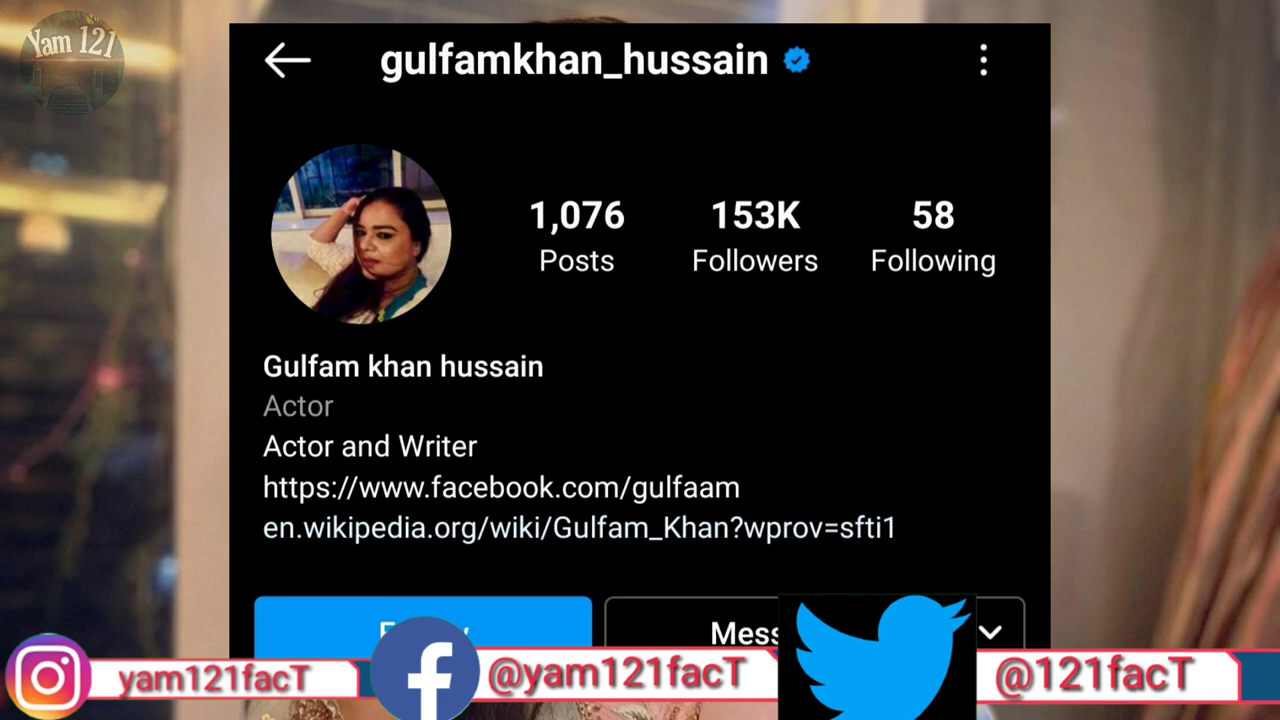 Yam 121
gulfamkhan_hussain
1,076
153K
58
Posts
Followers
Following
Gulfam khan hussain
Actor
Actor and Writer
https://www.facebook.com/gulfaam
en.wikipedia.org/wiki/Gulfam_Khan?wprov=sfti1
yam121facT
@yam121facT
@121facT